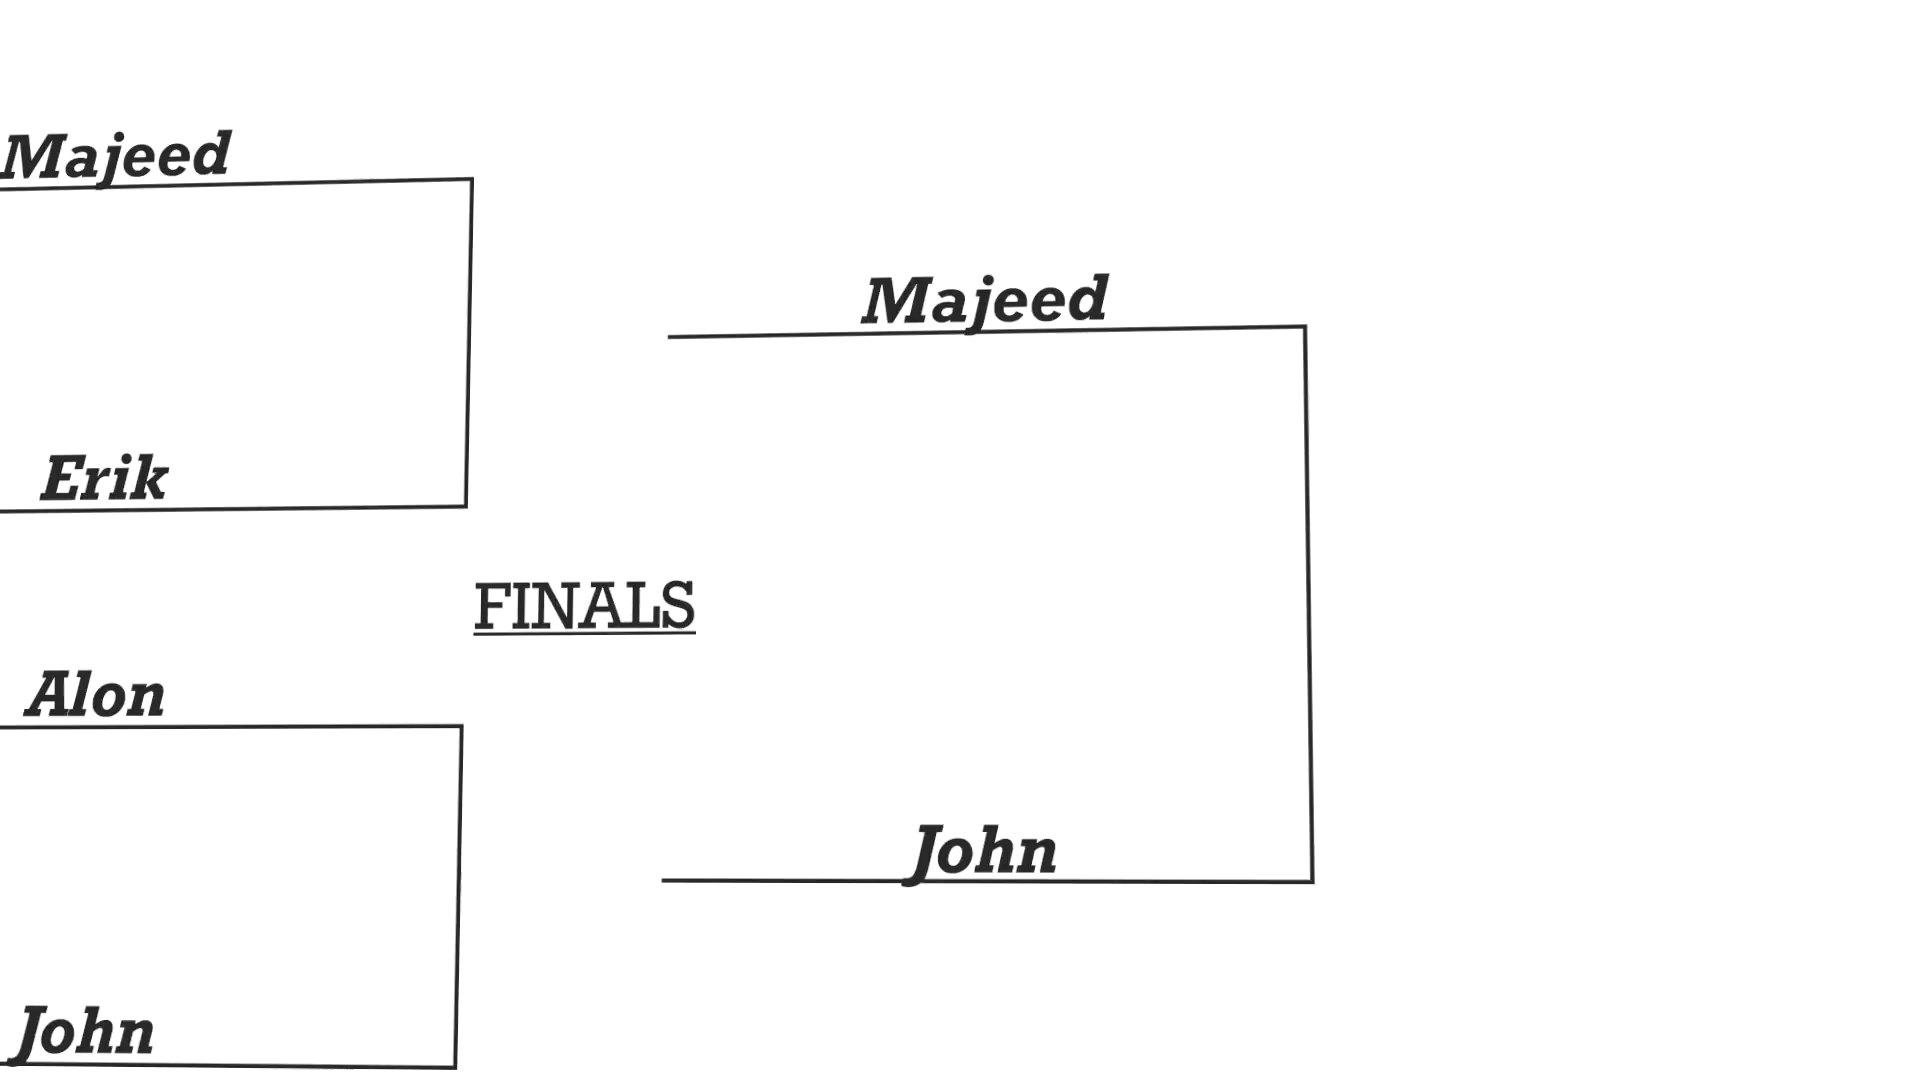 Majeed
Erik
Alon
John
FINALS
Majeed
John